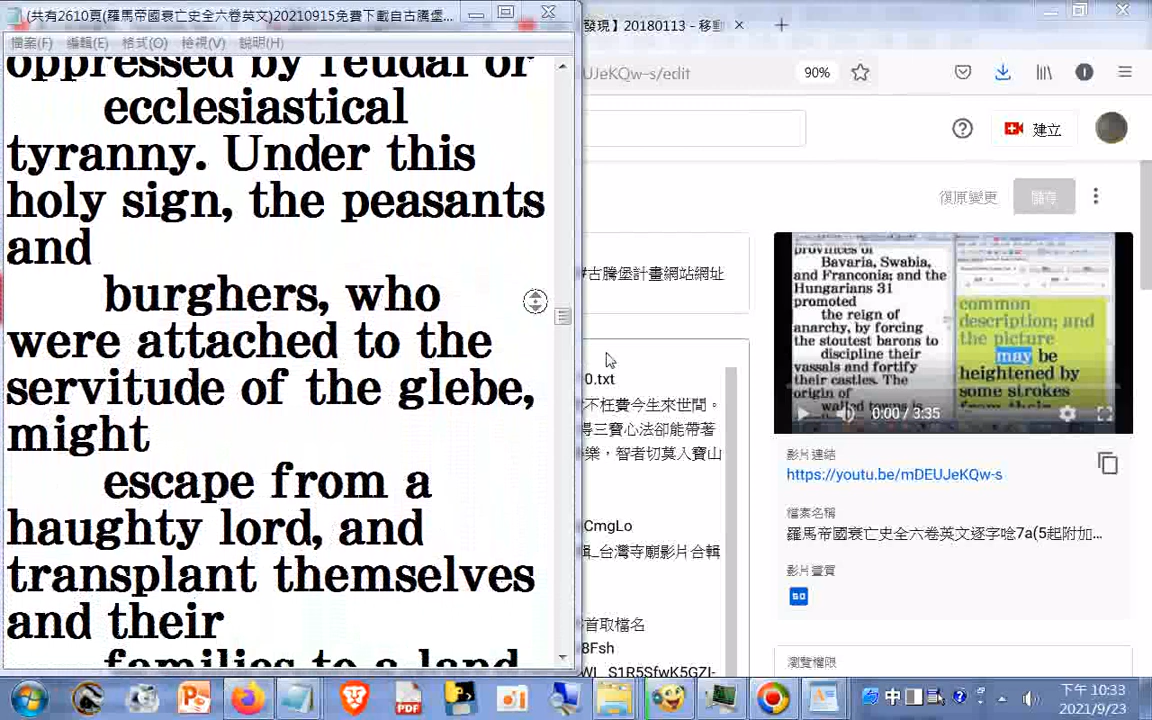 (共有2610頁(羅馬帝國衰亡史全六卷英文)20210915免費下載自古騰堡...
檔案(F) 編輯(E) 格式(O) 檢視(V) 說明(H)
oppressed by feudal or
ecclesiastical
tyranny. Under this
holy sign, the peasants
and
burghers, who
were attached to the
servitude of the glebe,
might
escape from a
haughty lord, and
transplant themselves
and their
families to a land
發現】20180113 - 移動
UJeKQw-s/edit
90%
建立
復原變更
儲存
#古騰堡計畫網站網址
0.txt
不枉費今生來世間。
得三寶心法卻能帶著
樂，智者切莫入寶山
CmgLo
_台灣寺廟影片合輯
首取檔名
8Fsh
WI_S1R5SfwK5GZI-
provinces of
Bavaria, Swabia,
and Franconia; and the
Hungarians 31
promoted
the reign of
anarchy, by forcing
the stoutest barons to
discipline their
vassals and fortify
their castles. The
origin of
walled towns is
common
description; and
the picture
may be
heightened by
some strokes
from their
0:00 / 3:35
影片連結
https://youtu.be/mDEUJeKQw-s
檔案名稱
羅馬帝國衰亡史全六卷英文逐字唸7a(5起附加...
影片畫質
SD
瀏覽權限
中
下午 10:33
2021/9/23